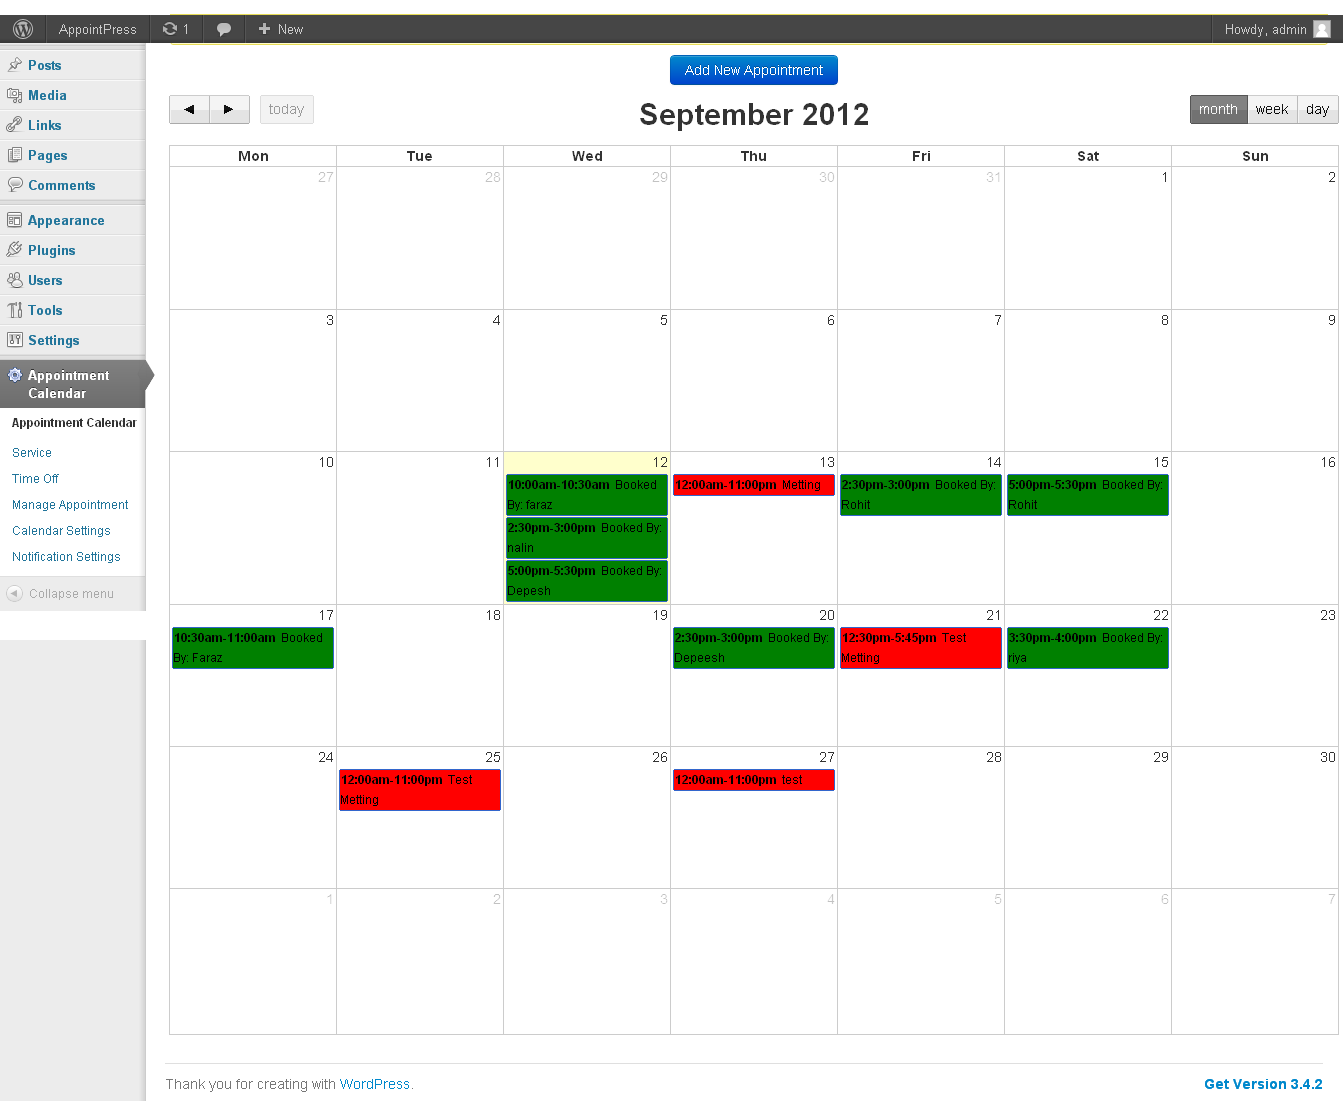 AppointPress 1 New Howdy, admin
Posts
Media
Links
Pages
Comments
Appearance
Plugins
Users
Tools
Settings
Appointment
Calendar
Appointment Calendar
Service
Time Off
Manage Appointment
Calendar Settings
Notification Settings
Collapse menu
Add New Appointment
today September 2012 month week day
Mon Tue Wed Thu Fri Sat Sun
27 28 29 30 31 1 2
3 4 5 6 7 8 9
10 11 12 13 14 15 16
10:00am-10:30am Booked
By: faraz
2:30pm-3:00pm Booked By:
nalin
5:00pm-5:30pm Booked By:
Depesh
12:00am-11:00pm Metting
2:30pm-3:00pm Booked By:
Rohit
5:00pm-5:30pm Booked By:
Rohit
17 18 19 20 21 22 23
10:30am-11:00am Booked
By: Faraz
2:30pm-3:00pm Booked By:
Depeesh
12:30pm-5:45pm Test
Metting
3:30pm-4:00pm Booked By:
riya
24 25 26 27 28 29 30
12:00am-11:00pm Test
Metting
12:00am-11:00pm test
1 2 3 4 5 6 7
Thank you for creating with WordPress. Get Version 3.4.2